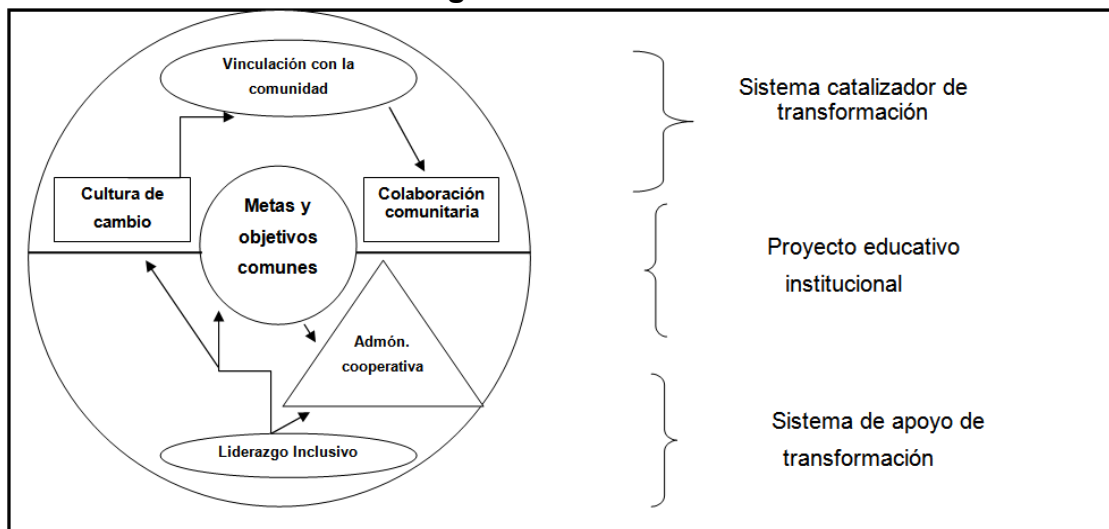 Vinculación con la
comunidad
Cultura de
cambio
Metas y
objetivos
comunes
Colaboración
comunitaria
Admón.
cooperativa
Liderazgo Inclusivo
Sistema catalizador de
transformación
Proyecto educativo
institucional
Sistema de apoyo de
transformación